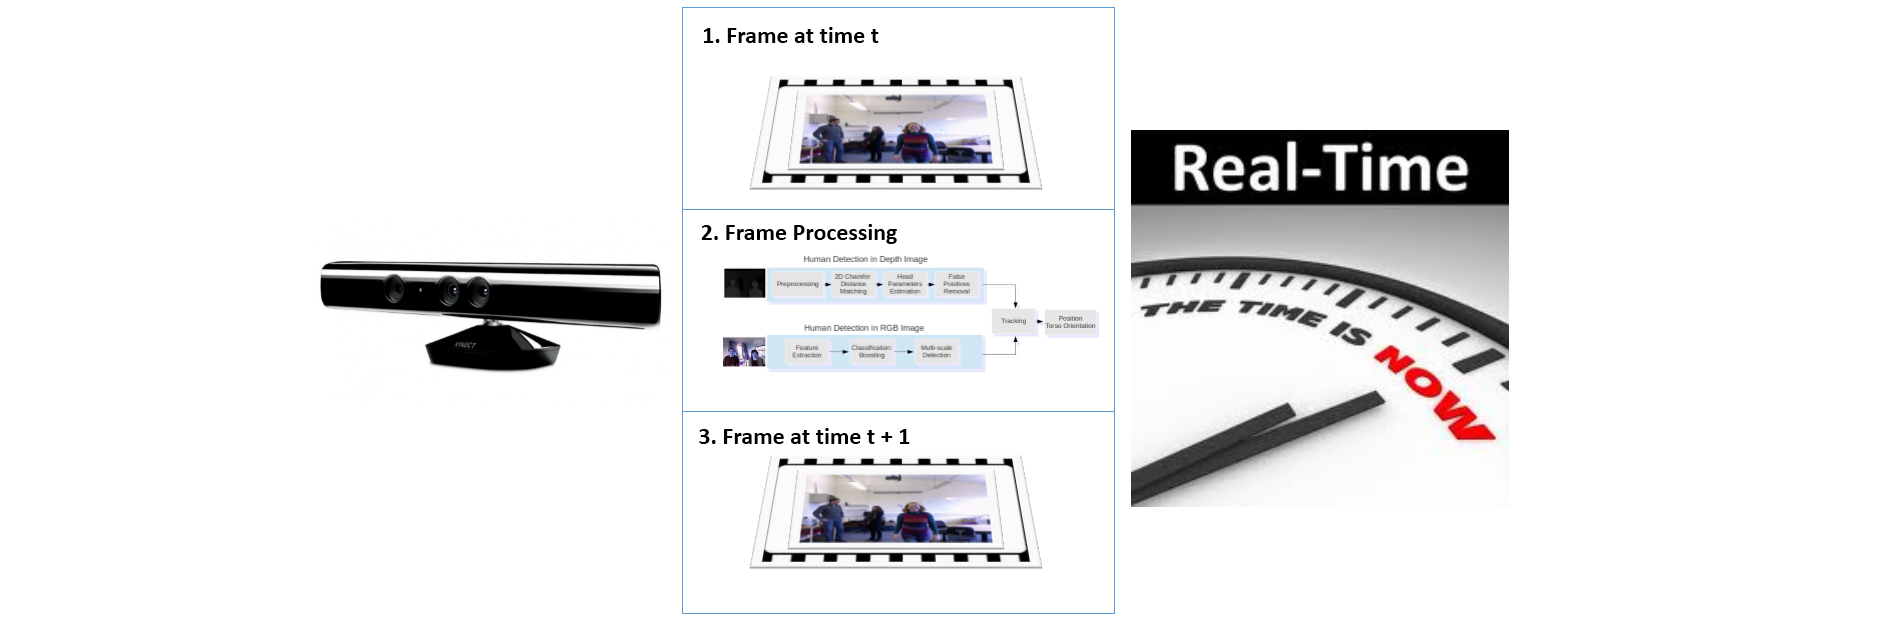 KINECT
1. Frame at time t
2. Frame Processing
Human Detection in Depth Image
Preprocessing
2D Chamfer
Distance
Matching
Head
Parameters
Estimation
False
Positives
Removal
Tracking
Position
Torso Orientation
Human Detection in RGB Image
Feature
Extraction
Classification:
Boosting
Multi-scale
Detection
3. Frame at time t + 1
Real-Time
THE TIME IS NOW